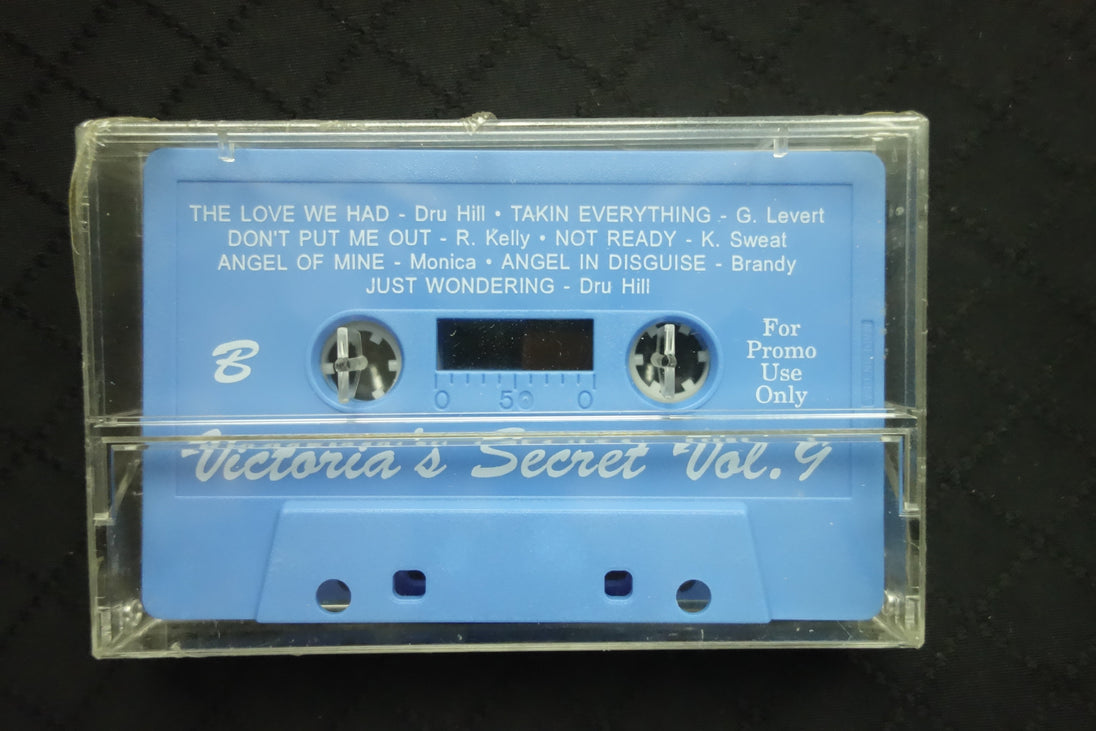 THE LOVE WE HAD - Dru Hill • TAKIN EVERYTHING - G. Levert
DON'T PUT ME OUT - R. Kelly • NOT READY - K. Sweat
ANGEL OF MINE - Monica • ANGEL IN DISGUISE - Brandy
JUST WONDERING - Dru Hill
B
For
Promo
Use
Only
0 50 0
Victoria's Secret Vol. 9